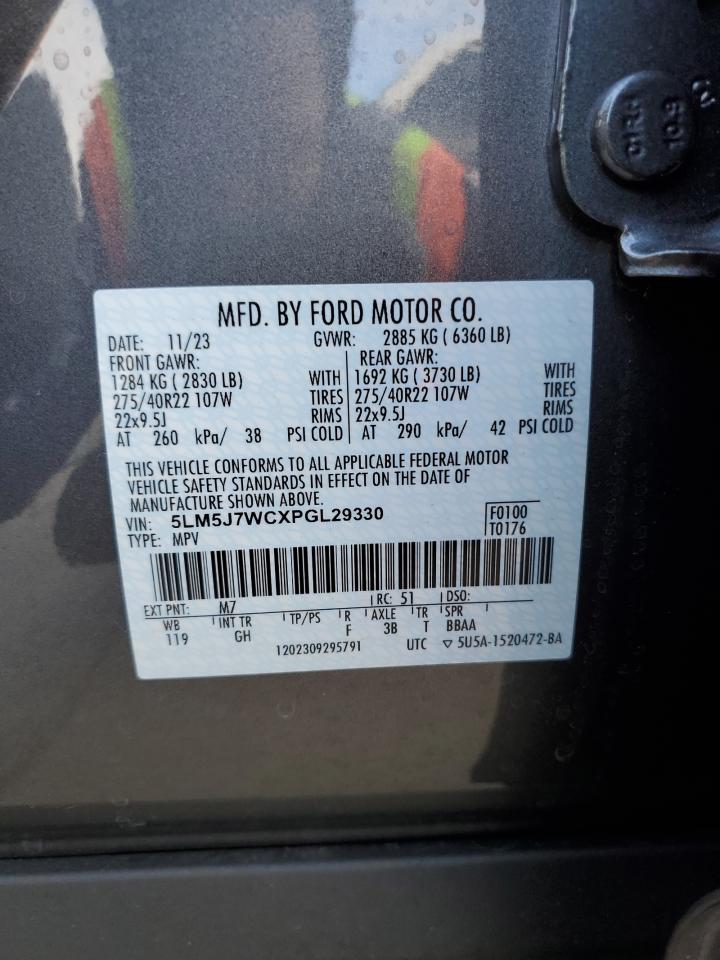 C1RH
10.9
MFD. BY FORD MOTOR CO.
DATE: 11/23 GVWR: 2885 KG ( 6360 LB)
FRONT GAWR: REAR GAWR:
1284 KG ( 2830 LB) WITH 1692 KG ( 3730 LB) WITH
275/40R22 107W TIRES 275/40R22 107W TIRES
22x9.5J RIMS 22x9.5J RIMS
AT 260 kPa/ 38 PSI COLD AT 290 kPa/ 42 PSI COLD
THIS VEHICLE CONFORMS TO ALL APPLICABLE FEDERAL MOTOR
VEHICLE SAFETY STANDARDS IN EFFECT ON THE DATE OF
MANUFACTURE SHOWN ABOVE.
VIN: 5LM5J7WCXPGL29330 F0100
TYPE: MPV T0176
EXT PNT: M7 RC: 51 DSO:
WB INT TR TP/PS R AXLE TR SPR
119 GH F 3B T BBAA
1202309295791 UTC ▽ 5U5A-1520472-BA